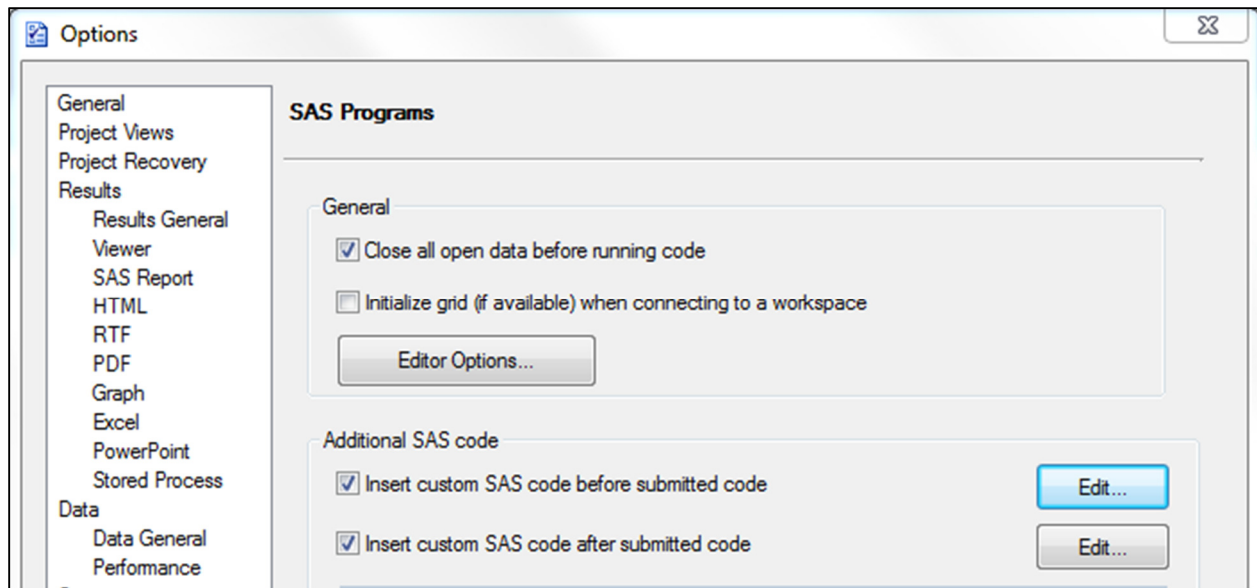 Options
General
Project Views
Project Recovery
Results
Results General
Viewer
SAS Report
HTML
RTF
PDF
Graph
Excel
PowerPoint
Stored Process
Data
Data General
Performance
SAS Programs
General
Close all open data before running code
Initialize grid (if available) when connecting to a workspace
Editor Options...
Additional SAS code
Insert custom SAS code before submitted code
Edit...
Insert custom SAS code after submitted code
Edit...